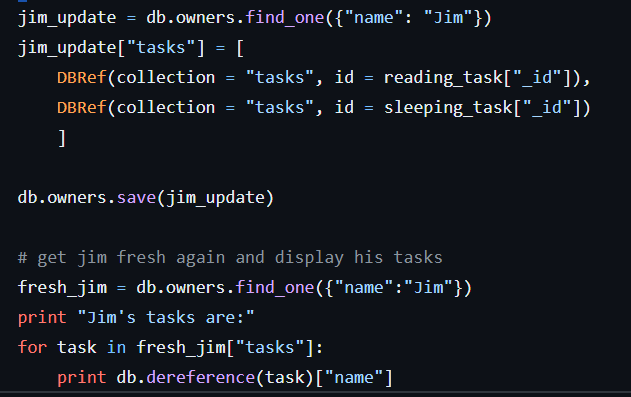 jim_update = db.owners.find_one({"name": "Jim"})
jim_update["tasks"] = [
    DBRef(collection = "tasks", id = reading_task["_id"]),
    DBRef(collection = "tasks", id = sleeping_task["_id"])
    ]

db.owners.save(jim_update)

# get jim fresh again and display his tasks
fresh_jim = db.owners.find_one({"name":"Jim"})
print "Jim's tasks are:"
for task in fresh_jim["tasks"]:
    print db.dereference(task)["name"]